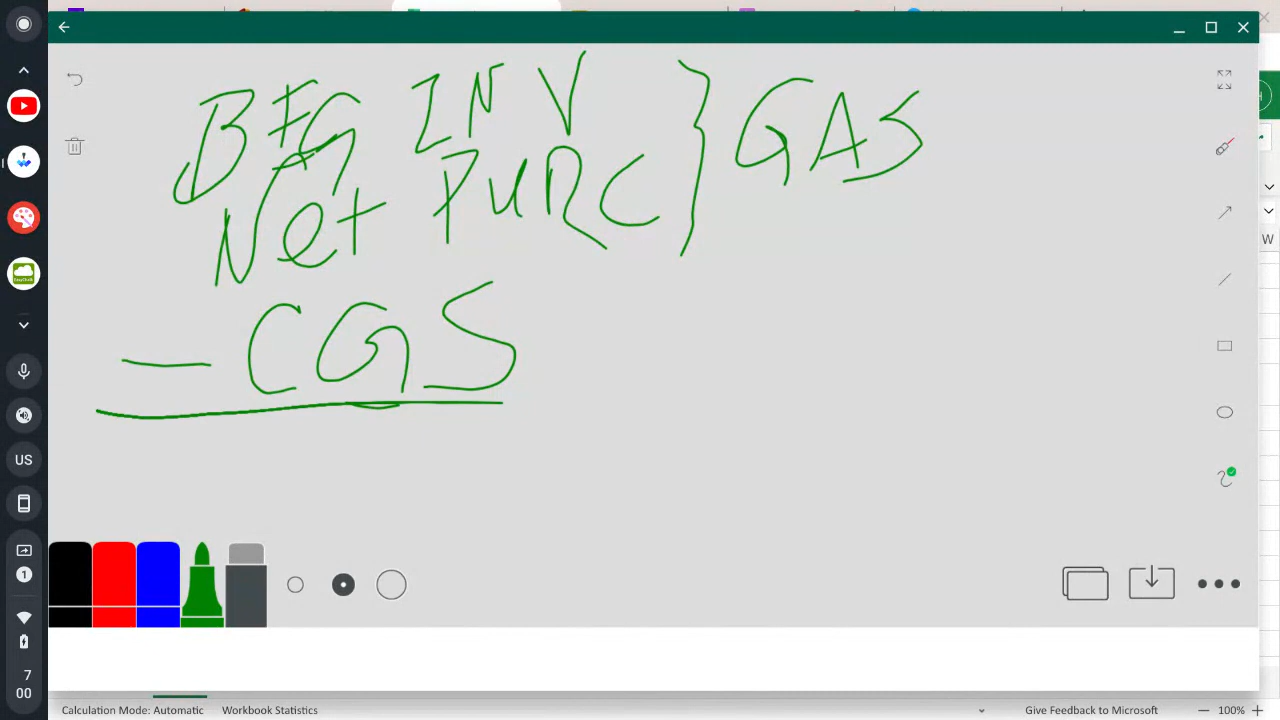 BEG INV } GAS
Net PURC
- CGS
US
1
7
00
W
Calculation Mode: Automatic
Workbook Statistics
Give Feedback to Microsoft
100%